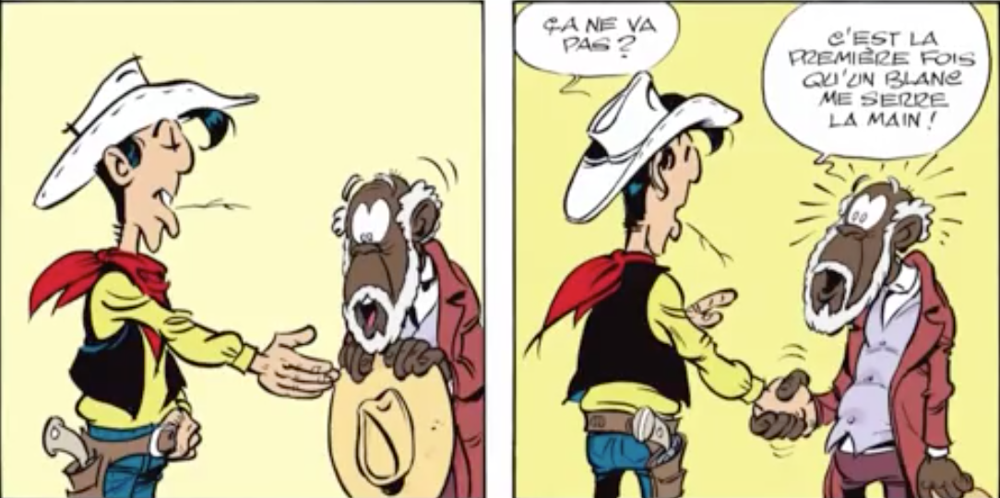 ÇA NE VA
PAS ?
C'EST LA
PREMIÈRE FOIS
QU'UN BLANC
ME SERRE
LA MAIN !